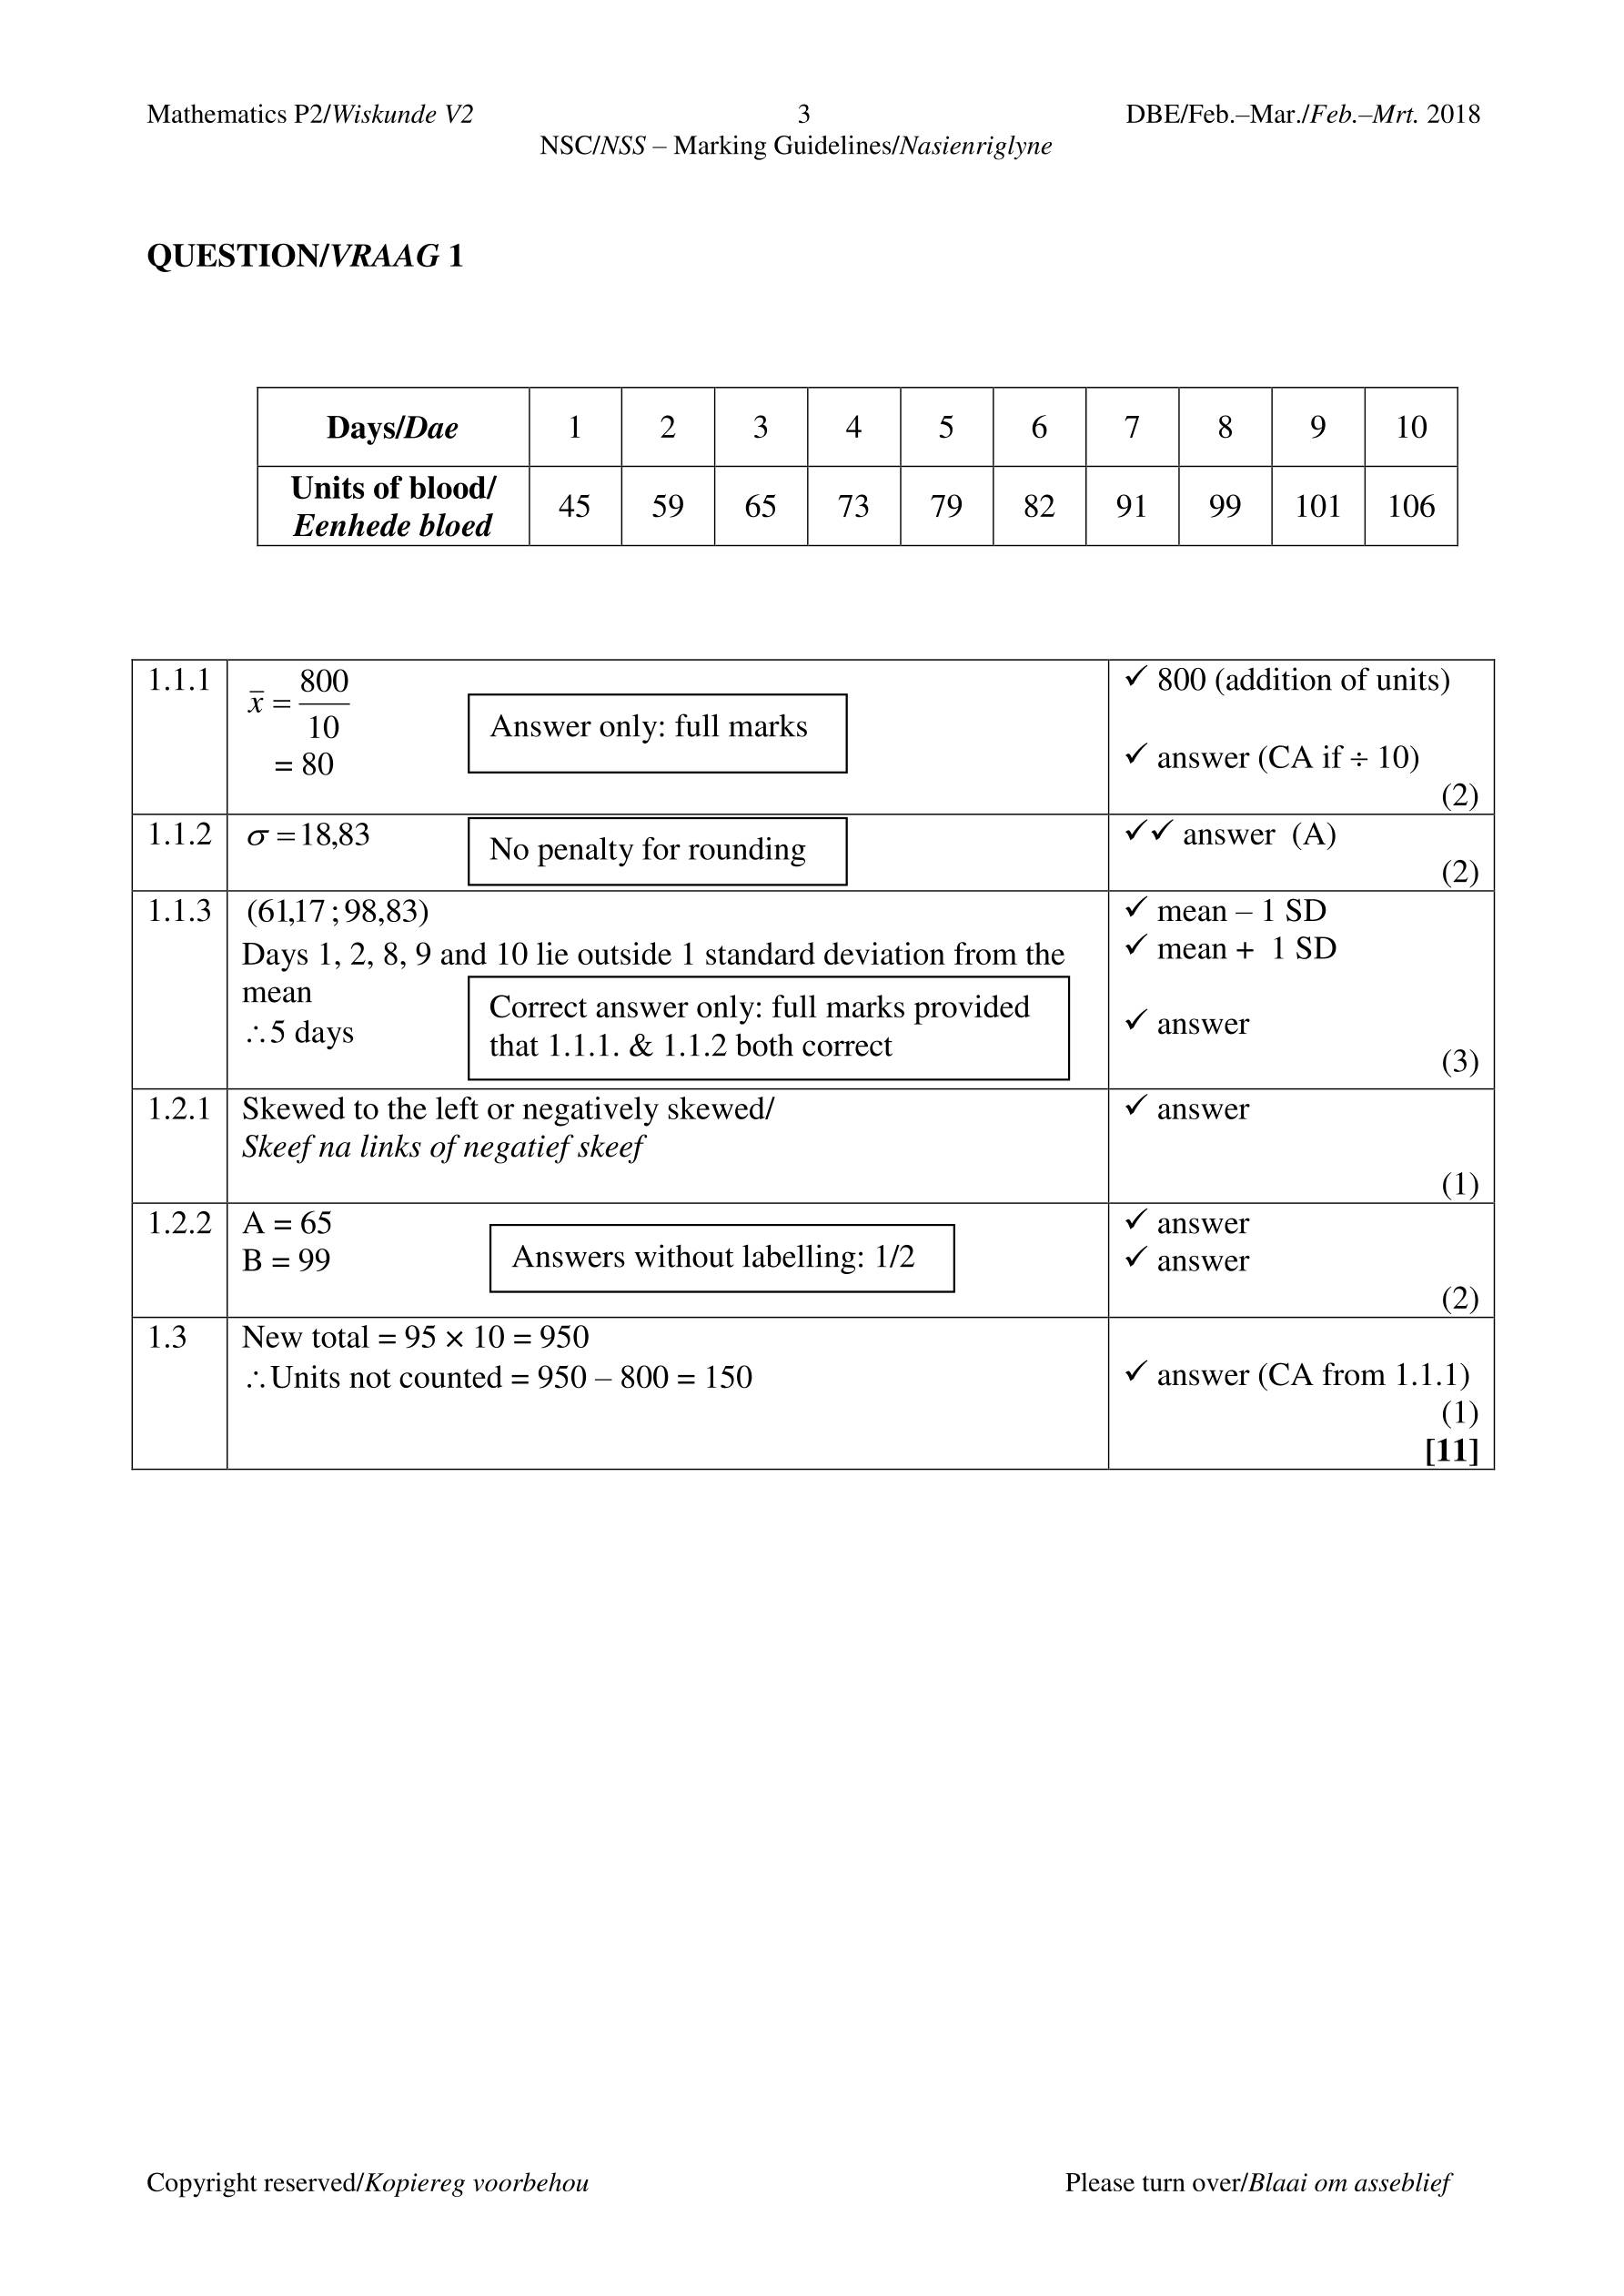 Mathematics P2/Wiskunde V2 3 DBE/Feb.–Mar./Feb.–Mrt. 2018
NSC/NSS – Marking Guidelines/Nasienriglyne
QUESTION/VRAAG 1
Days/Dae 1 2 3 4 5 6 7 8 9 10
Units of blood/
Eenhede bloed 45 59 65 73 79 82 91 99 101 106
1.1.1 x̄ = 800/10
= 80
Answer only: full marks
✓ 800 (addition of units)
✓ answer (CA if ÷ 10)
(2)
1.1.2 σ = 18,83
No penalty for rounding
✓✓ answer (A)
(2)
1.1.3 (61,17 ; 98,83)
Days 1, 2, 8, 9 and 10 lie outside 1 standard deviation from the
mean
∴ 5 days
Correct answer only: full marks provided
that 1.1.1. & 1.1.2 both correct
✓ mean – 1 SD
✓ mean + 1 SD
✓ answer
(3)
1.2.1 Skewed to the left or negatively skewed/
Skeef na links of negatief skeef
✓ answer
(1)
1.2.2 A = 65
B = 99
Answers without labelling: 1/2
✓ answer
✓ answer
(2)
1.3 New total = 95 × 10 = 950
∴ Units not counted = 950 – 800 = 150
✓ answer (CA from 1.1.1)
(1)
[11]
Copyright reserved/Kopiereg voorbehou Please turn over/Blaai om asseblief